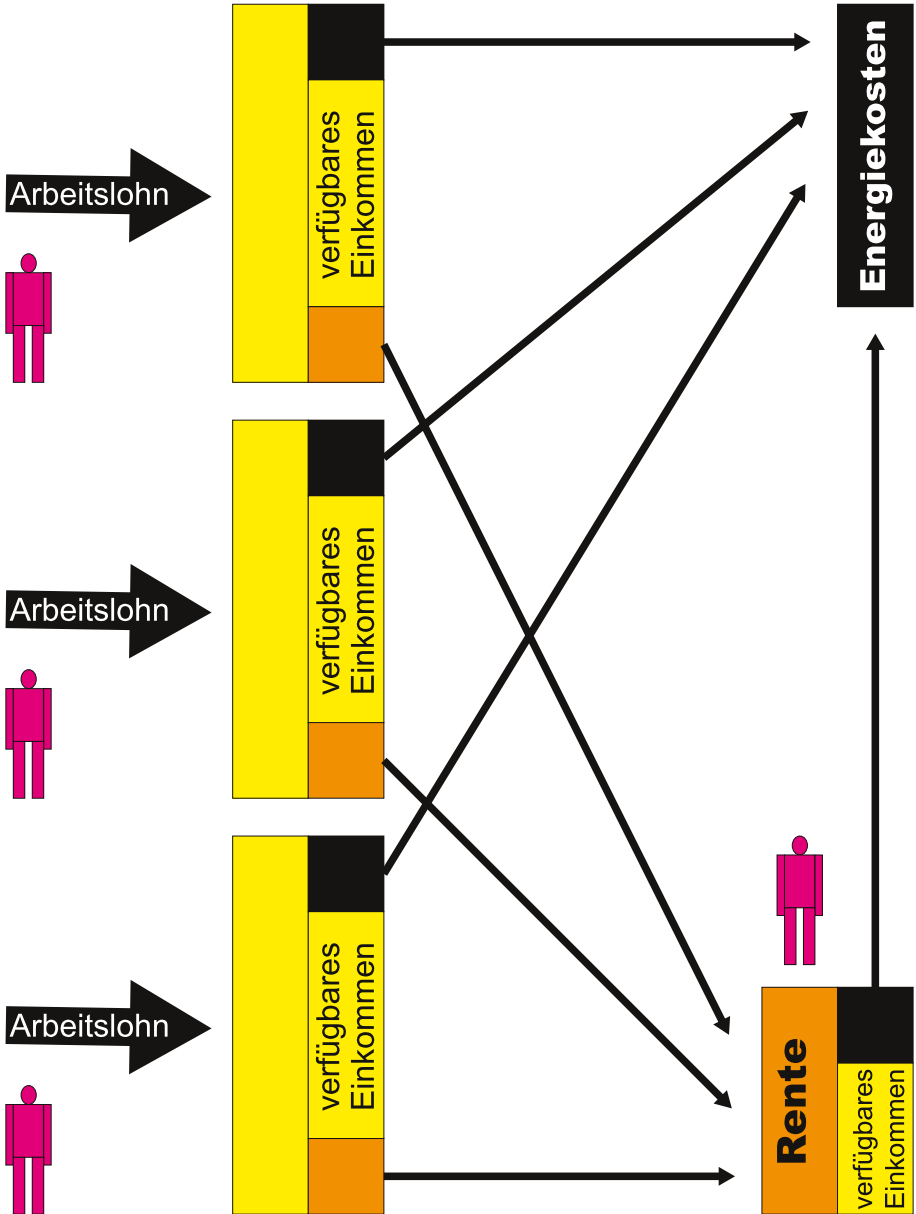 Arbeitslohn
verfügbares
Einkommen
Energiekosten
Arbeitslohn
verfügbares
Einkommen
Arbeitslohn
verfügbares
Einkommen
Rente
verfügbares
Einkommen